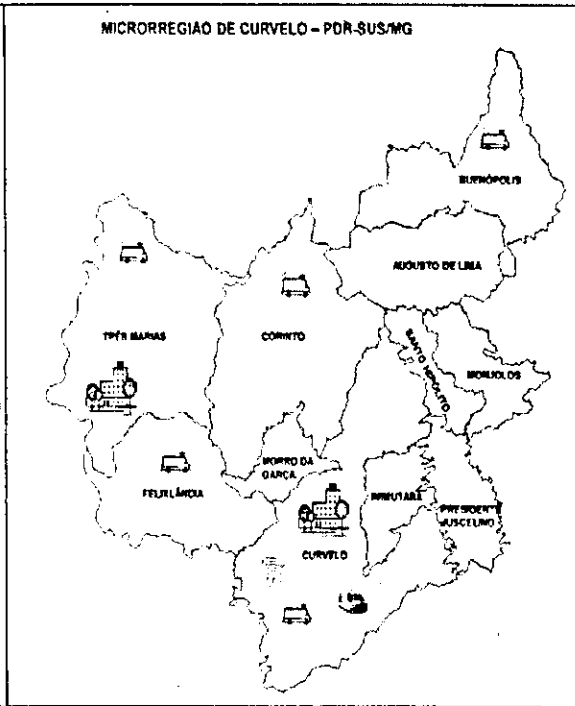 MICRORREGIÃO DE CURVELO – PDR-SUS/MG
BUENÓPOLIS
AUGUSTO DE LIMA
TRÊS MARIAS
CORINTO
SANTO HIPÓLITO
MONJOLOS
MORRO DA
GARÇA
FELIXLÂNDIA
INIMUTABA
PRESIDENTE
JUSCELINO
CURVELO